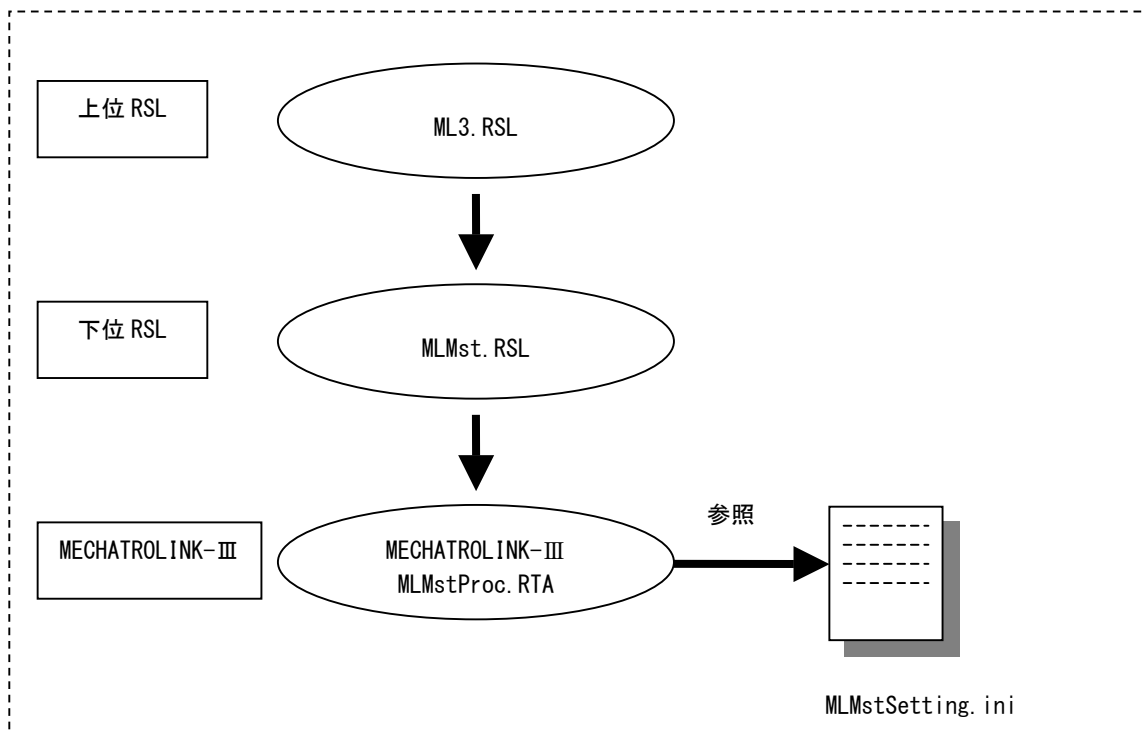 上位 RSL
ML3.RSL
下位 RSL
MLMst.RSL
MECHATROLINK-Ⅲ
MECHATROLINK-Ⅲ
MLMstProc.RTA
参照
MLMstSetting.ini